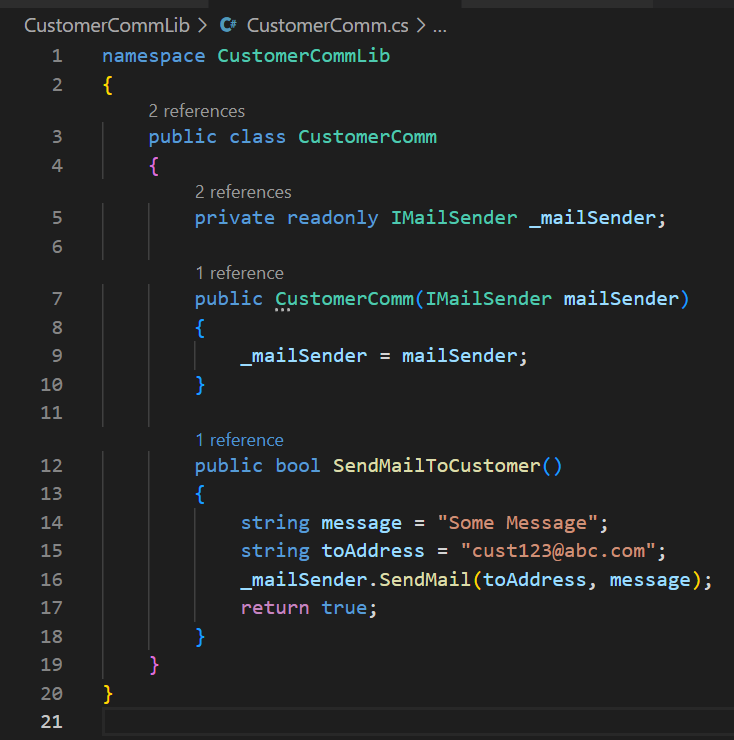 CustomerCommLib > C# CustomerComm.cs > ...
1 namespace CustomerCommLib
2 {
2 references
3 public class CustomerComm
4 {
2 references
5 private readonly IMailSender _mailSender;
6
1 reference
7 public CustomerComm(IMailSender mailSender)
8 {
9 _mailSender = mailSender;
10 }
11
1 reference
12 public bool SendMailToCustomer()
13 {
14 string message = "Some Message";
15 string toAddress = "cust123@abc.com";
16 _mailSender.SendMail(toAddress, message);
17 return true;
18 }
19 }
20 }
21